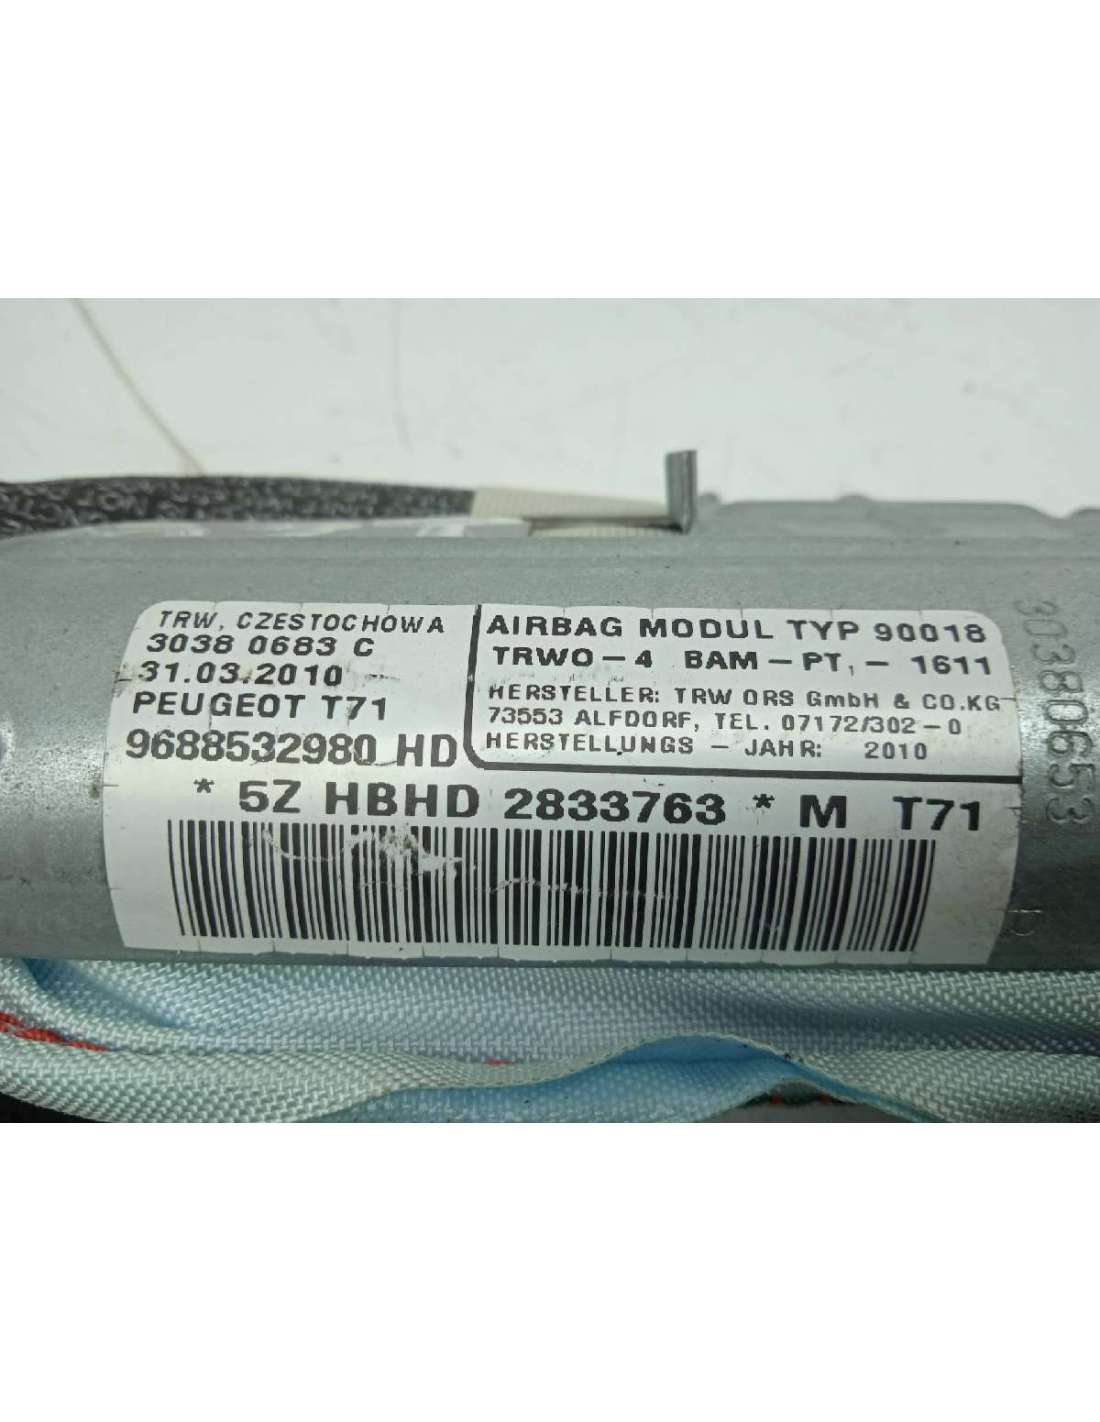 TRW, CZESTOCHOWA
3038 0683 C
31.03.2010
PEUGEOT T71
9688532980 HD
AIRBAG MODUL TYP 90018
TRWO-4 BAM-PT,- 1611
HERSTELLER: TRW ORS GmbH & CO.KG
73553 ALFDORF, TEL. 07172/302-0
HERSTELLUNGS - JAHR: 2010
* 5Z HBHD 2833763 * M T71
30380653